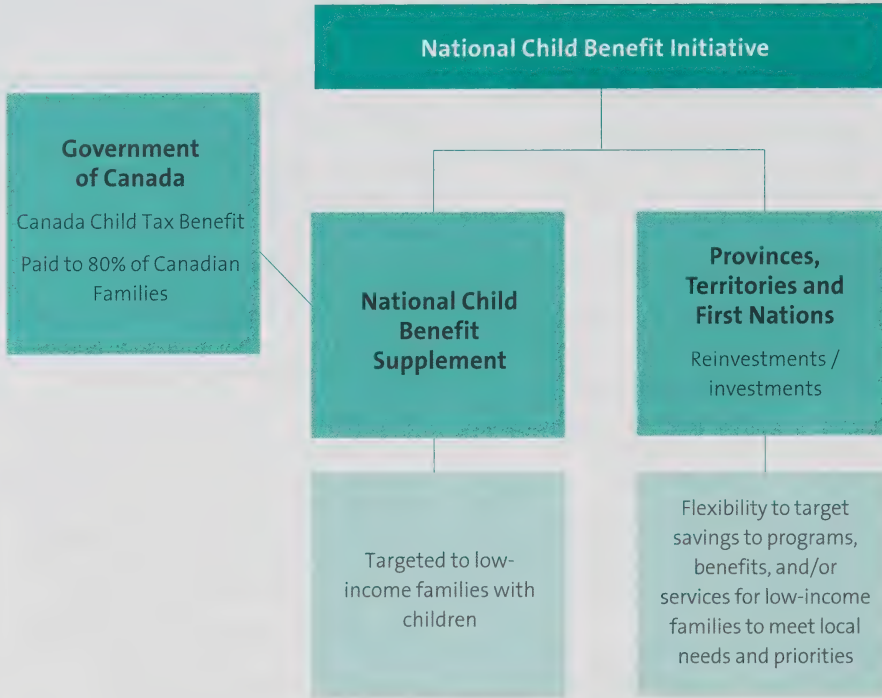 National Child Benefit Initiative
Government
of Canada
Canada Child Tax Benefit
Paid to 80% of Canadian
Families
National Child
Benefit
Supplement
Provinces,
Territories and
First Nations
Reinvestments /
investments
Targeted to low-
income families with
children
Flexibility to target
savings to programs,
benefits, and/or
services for low-income
families to meet local
needs and priorities